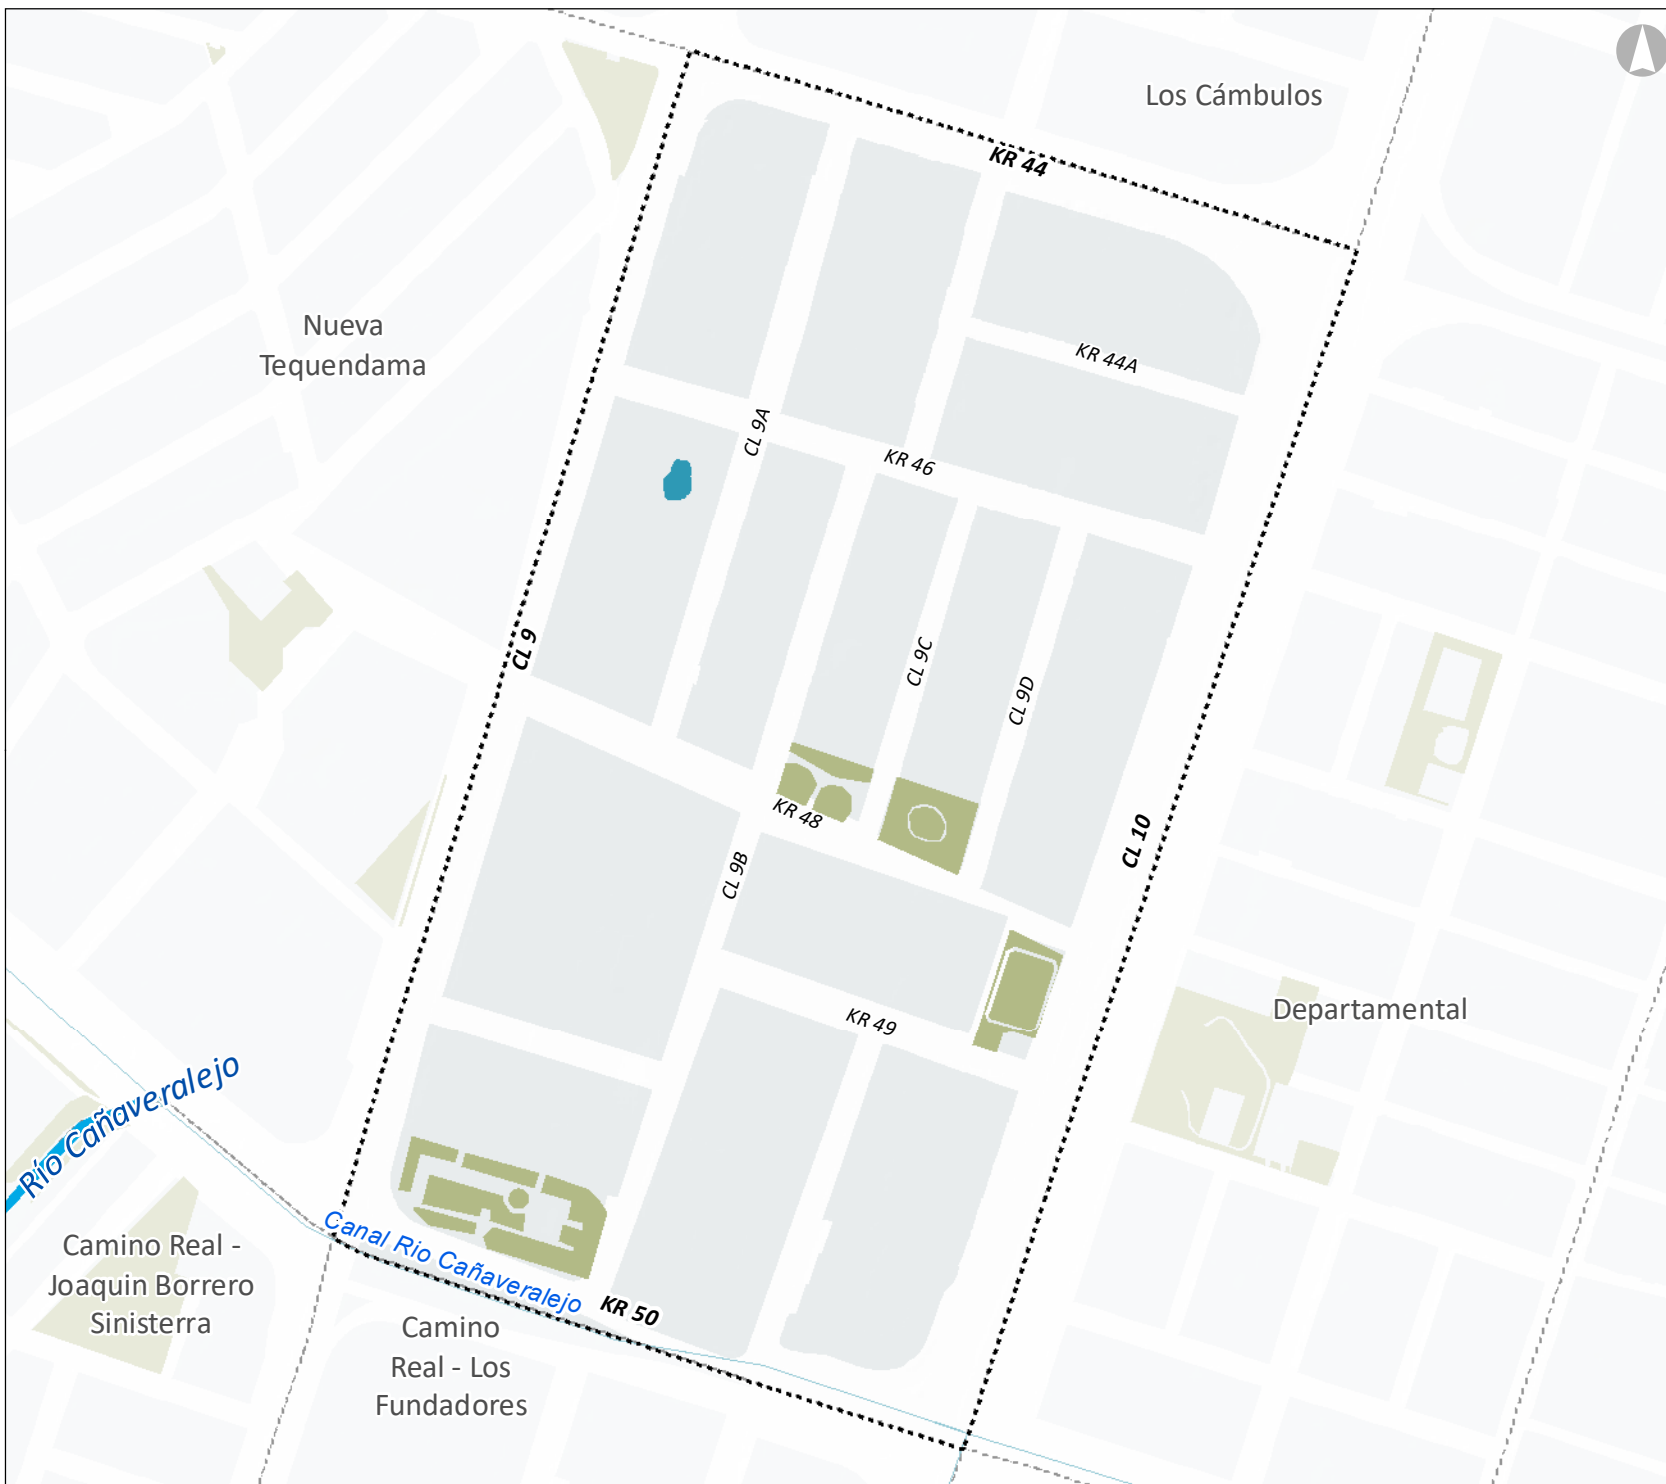 Los Cámbulos
KR 44
Nueva
Tequendama
KR 44A
CL 9A
KR 46
CL 9
CL 9C
CL 9D
KR 48
CL 10
CL 9B
Departamental
KR 49
Río Cañaveralejo
Canal Rio Cañaveralejo
KR 50
Camino Real -
Joaquin Borrero
Sinisterra
Camino
Real - Los
Fundadores